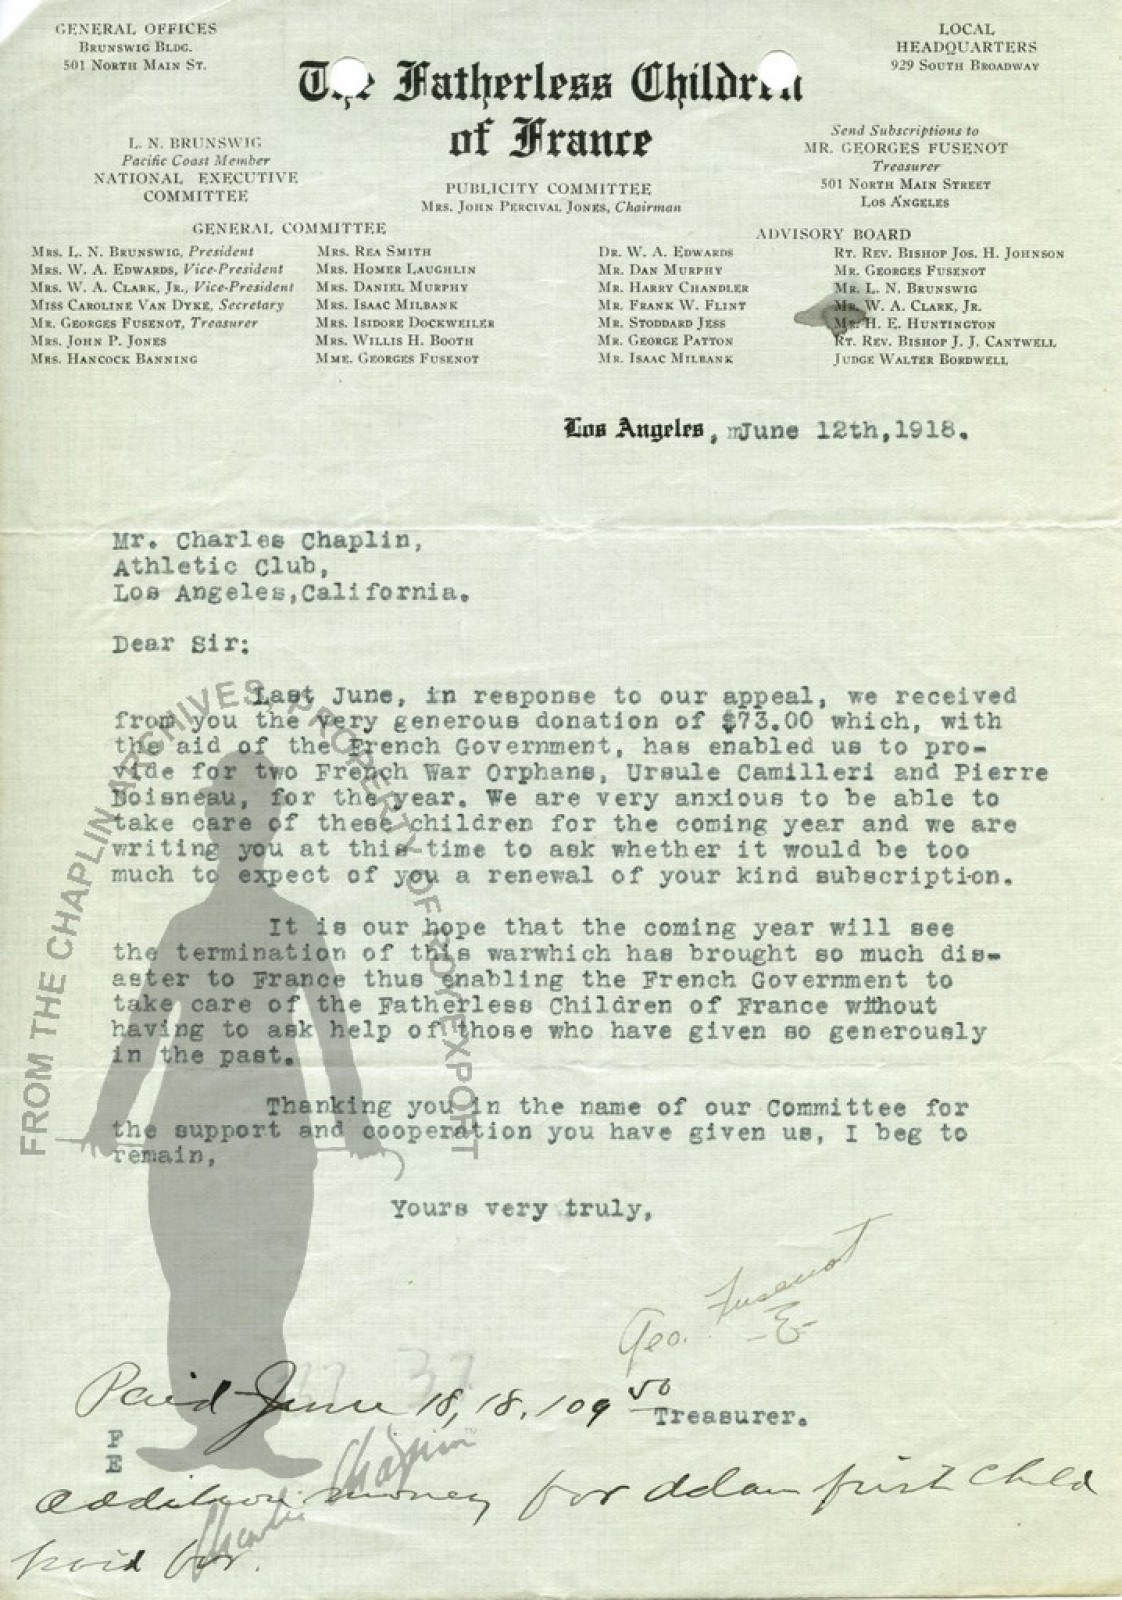 GENERAL OFFICES
BRUNSWIG BLDG.
501 NORTH MAIN ST.
LOCAL
HEADQUARTERS
929 SOUTH BROADWAY
The Fatherless Children
of France
L. N. BRUNSWIG
Pacific Coast Member
NATIONAL EXECUTIVE
COMMITTEE
PUBLICITY COMMITTEE
MRS. JOHN PERCIVAL JONES, Chairman
Send Subscriptions to
MR. GEORGES FUSENOT
Treasurer
501 NORTH MAIN STREET
LOS ANGELES
GENERAL COMMITTEE
MRS. L. N. BRUNSWIG, President
MRS. W. A. EDWARDS, Vice-President
MRS. W. A. CLARK, JR., Vice-President
MISS CAROLINE VAN DYKE, Secretary
MR. GEORGES FUSENOT, Treasurer
MRS. JOHN P. JONES
MRS. HANCOCK BANNING
MRS. REA SMITH
MRS. HOMER LAUGHLIN
MRS. DANIEL MURPHY
MRS. ISAAC MILBANK
MRS. ISIDORE DOCKWEILER
MRS. WILLIS H. BOOTH
MME. GEORGES FUSENOT
ADVISORY BOARD
DR. W. A. EDWARDS
MR. DAN MURPHY
MR. HARRY CHANDLER
MR. FRANK W. FLINT
MR. STODDARD JESS
MR. GEORGE PATTON
MR. ISAAC MILBANK
RT. REV. BISHOP JOS. H. JOHNSON
MR. GEORGES FUSENOT
MR. L. N. BRUNSWIG
MR. W. A. CLARK, JR.
MR. H. E. HUNTINGTON
RT. REV. BISHOP J. J. CANTWELL
JUDGE WALTER BORDWELL
Los Angeles, mJune 12th,1918.
Mr. Charles Chaplin,
Athletic Club,
Los Angeles,California.
Dear Sir:
Last June, in response to our appeal, we received
from you the very generous donation of $73.00 which, with
the aid of the French Government, has enabled us to pro-
vide for two French War Orphans, Ursule Camilleri and Pierre
Noisneau, for the year. We are very anxious to be able to
take care of these children for the coming year and we are
writing you at this time to ask whether it would be too
much to expect of you a renewal of your kind subscription.
It is our hope that the coming year will see
the termination of this warwhich has brought so much dis-
aster to France thus enabling the French Government to
take care of the Fatherless Children of France without
having to ask help of those who have given so generously
in the past.
Thanking you in the name of our Committee for
the support and cooperation you have given us, I beg to
remain,
Yours very truly,
Geo. Fusenot
-E-
Paid June 18, 18. 109 50
Treasurer.
F
E
Charlie Chaplin
addition money for first child
paid for.
FROM THE CHAPLIN ARCHIVES, PROPERTY OF ROY EXPORT